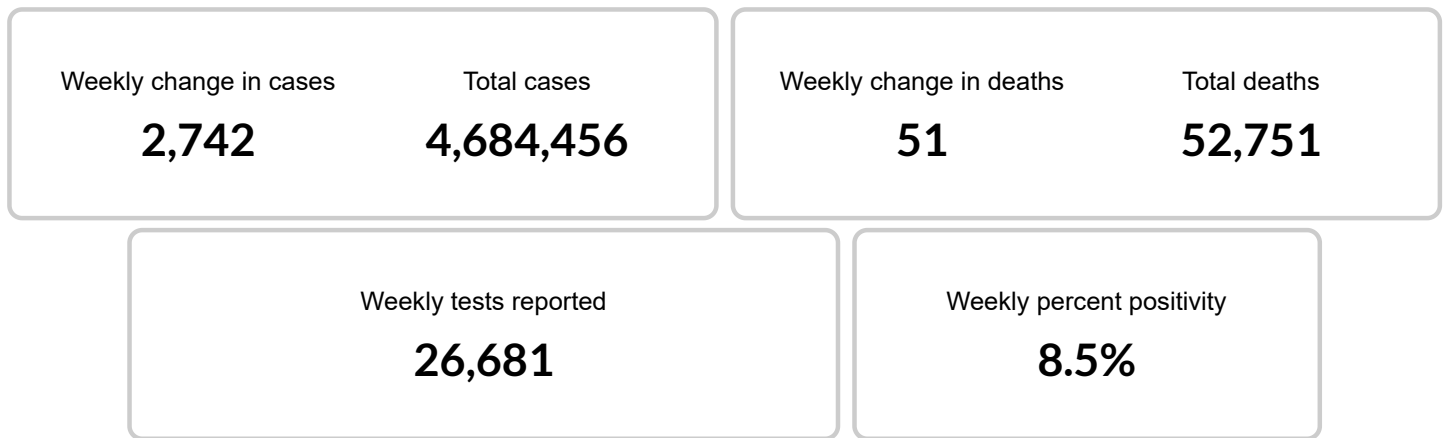 Weekly change in cases
2,742
Total cases
4,684,456
Weekly change in deaths
51
Total deaths
52,751
Weekly tests reported
26,681
Weekly percent positivity
8.5%